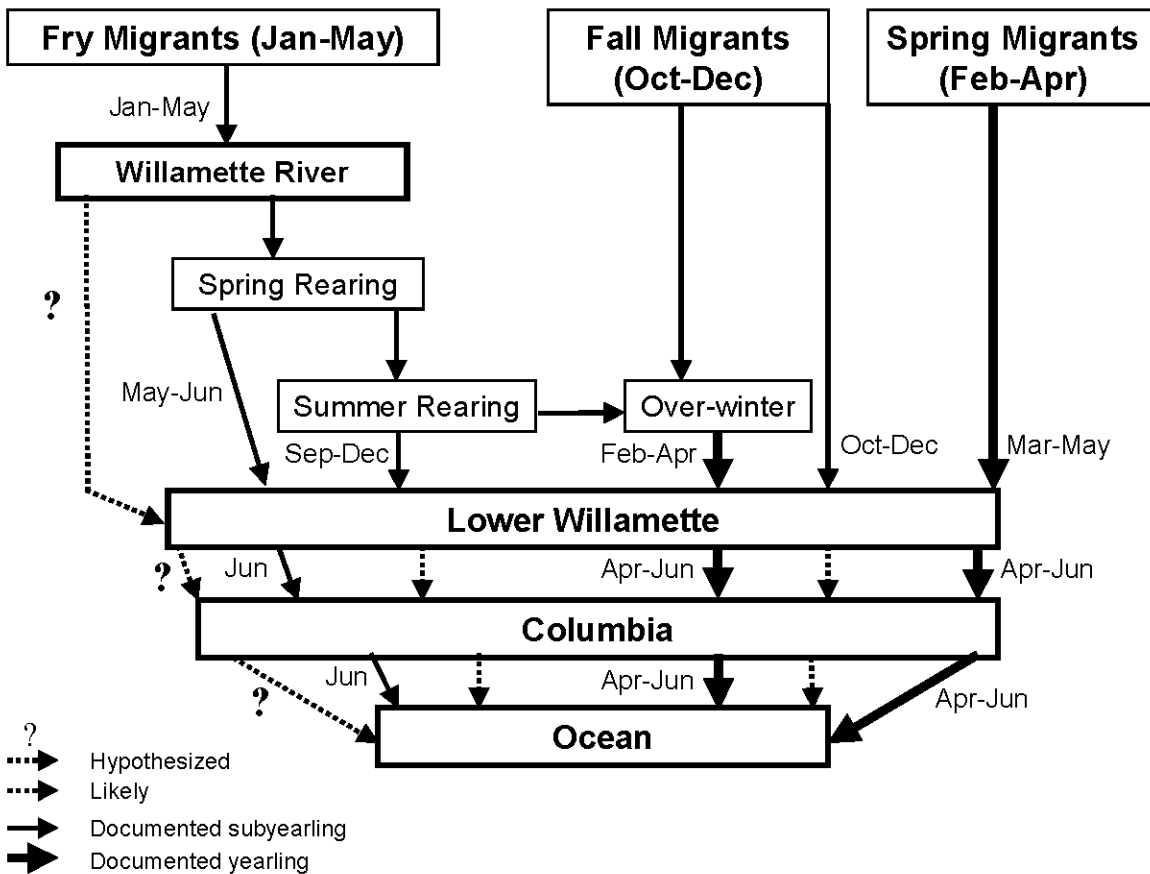 Fry Migrants (Jan-May)
Fall Migrants
(Oct-Dec)
Spring Migrants
(Feb-Apr)
Jan-May
Willamette River
Spring Rearing
?
May-Jun
Summer Rearing
Over-winter
Sep-Dec
Feb-Apr
Oct-Dec
Mar-May
Lower Willamette
?
Jun
Apr-Jun
Apr-Jun
Columbia
?
Jun
Apr-Jun
Apr-Jun
Ocean
?
Hypothesized
Likely
Documented subyearling
Documented yearling